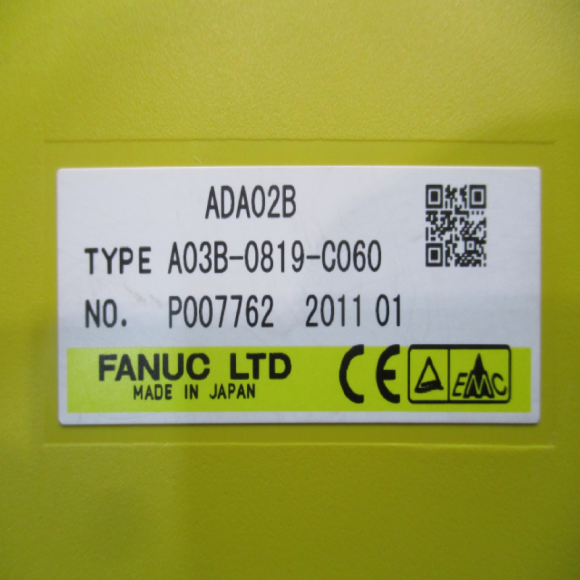 ADA02B
TYPE A03B-0819-C060
NO. P007762 2011 01
FANUC LTD
MADE IN JAPAN
CE
EMC